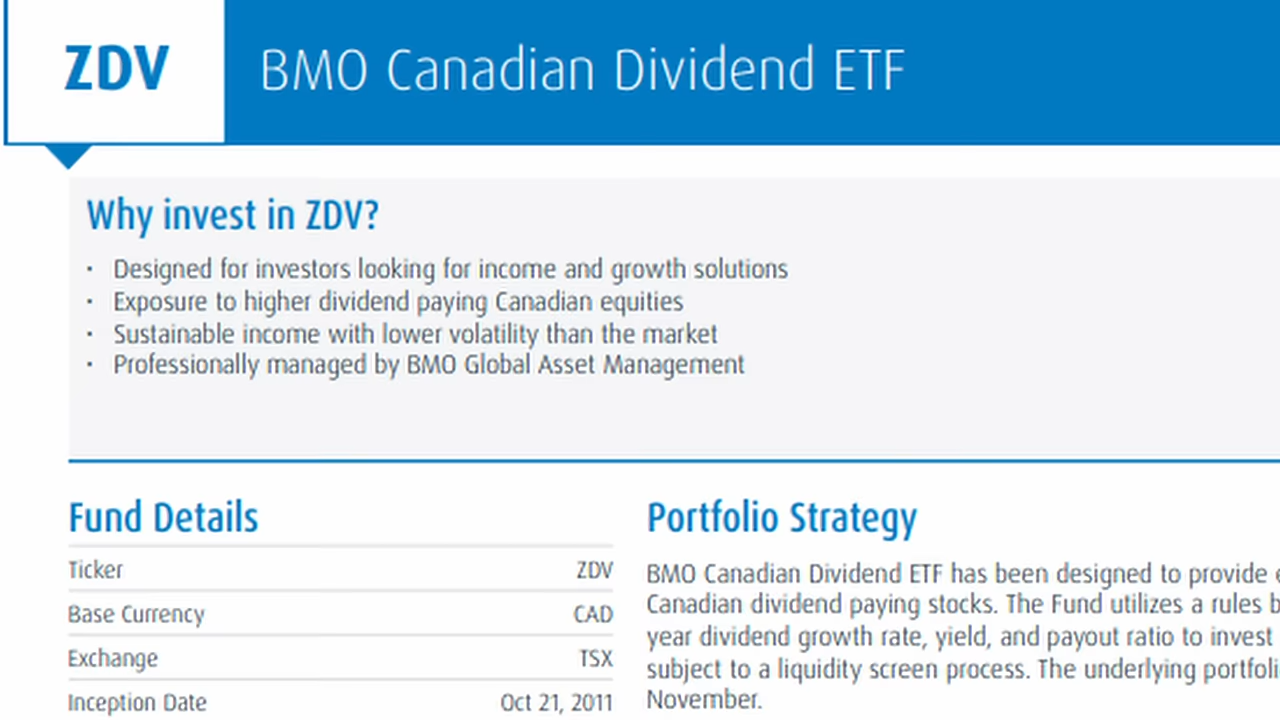 ZDV
BMO Canadian Dividend ETF
Why invest in ZDV?
· Designed for investors looking for income and growth solutions
· Exposure to higher dividend paying Canadian equities
· Sustainable income with lower volatility than the market
· Professionally managed by BMO Global Asset Management
Fund Details
Ticker ZDV
Base Currency CAD
Exchange TSX
Inception Date Oct 21, 2011
Portfolio Strategy
BMO Canadian Dividend ETF has been designed to provide
Canadian dividend paying stocks. The Fund utilizes a rules
year dividend growth rate, yield, and payout ratio to invest
subject to a liquidity screen process. The underlying
November.